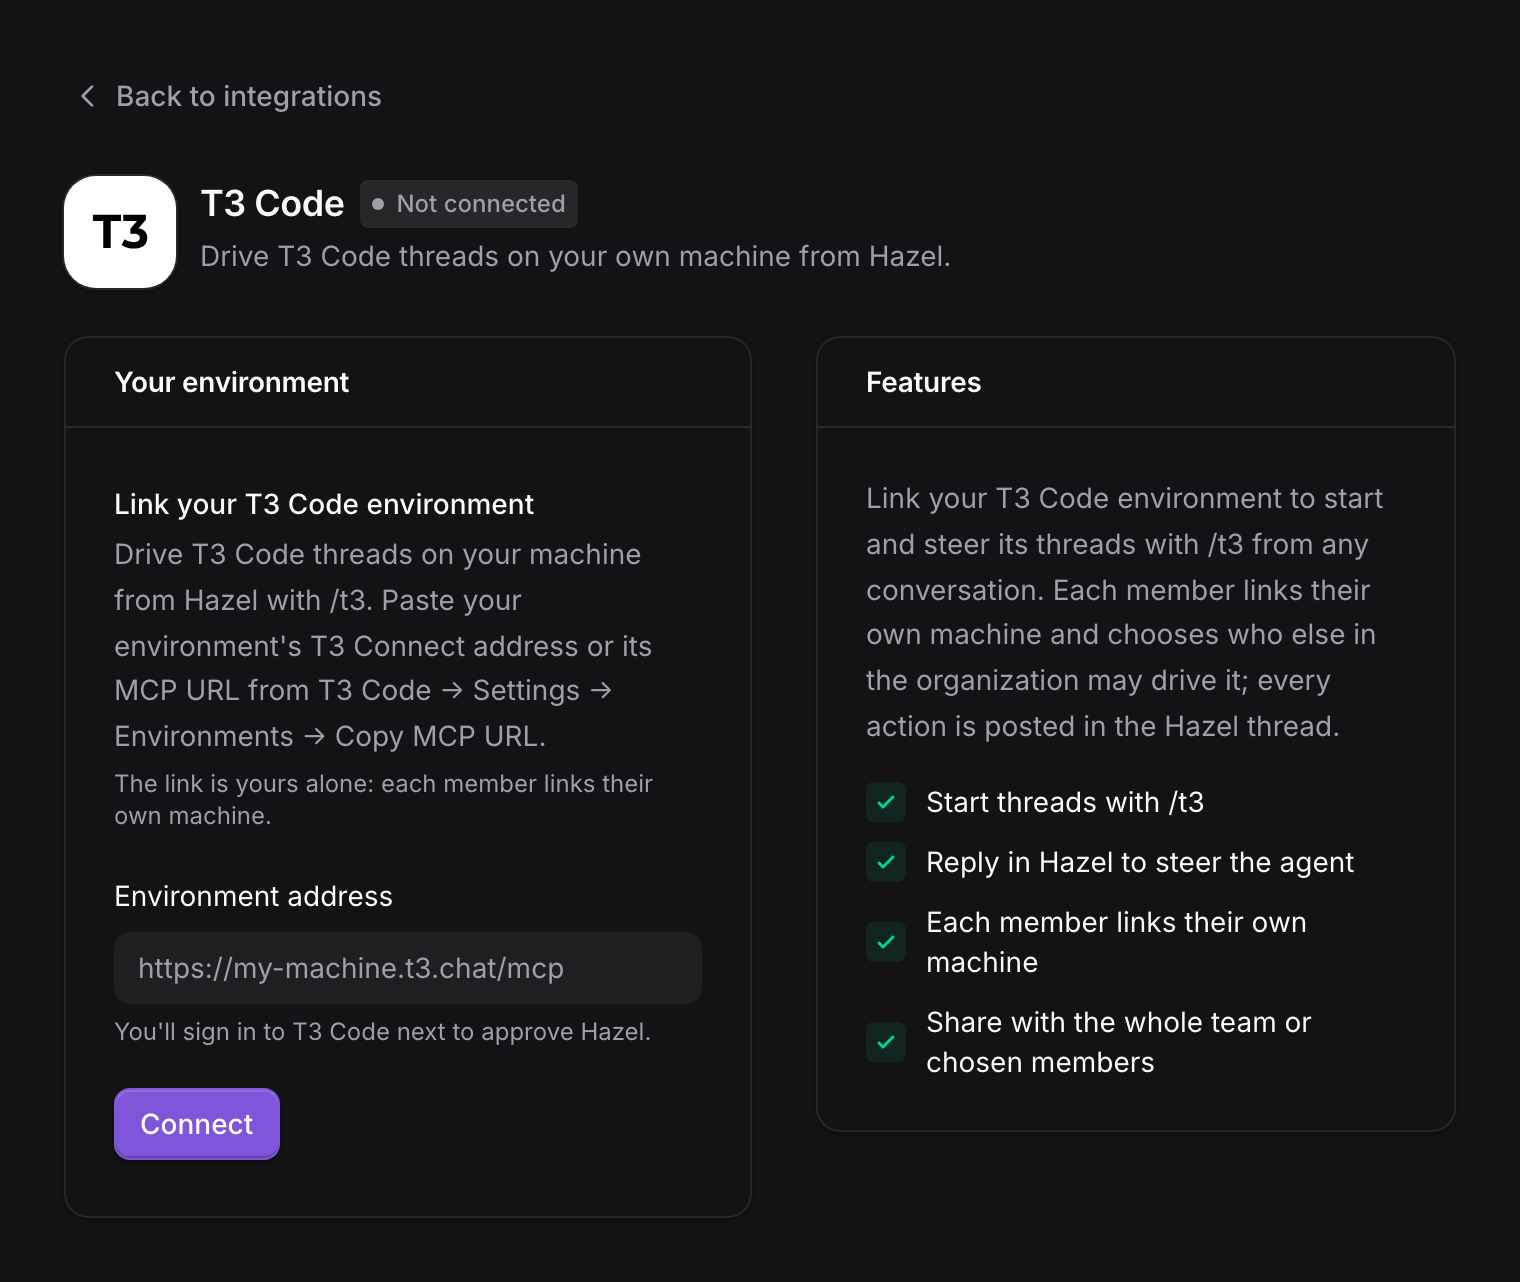 Back to integrations
T3
T3 Code
Not connected
Drive T3 Code threads on your own machine from Hazel.
Your environment
Link your T3 Code environment
Drive T3 Code threads on your machine
from Hazel with /t3. Paste your
environment's T3 Connect address or its
MCP URL from T3 Code → Settings →
Environments → Copy MCP URL.
The link is yours alone: each member links their
own machine.
Environment address
https://my-machine.t3.chat/mcp
You'll sign in to T3 Code next to approve Hazel.
Connect
Features
Link your T3 Code environment to start
and steer its threads with /t3 from any
conversation. Each member links their
own machine and chooses who else in
the organization may drive it; every
action is posted in the Hazel thread.
Start threads with /t3
Reply in Hazel to steer the agent
Each member links their own
machine
Share with the whole team or
chosen members